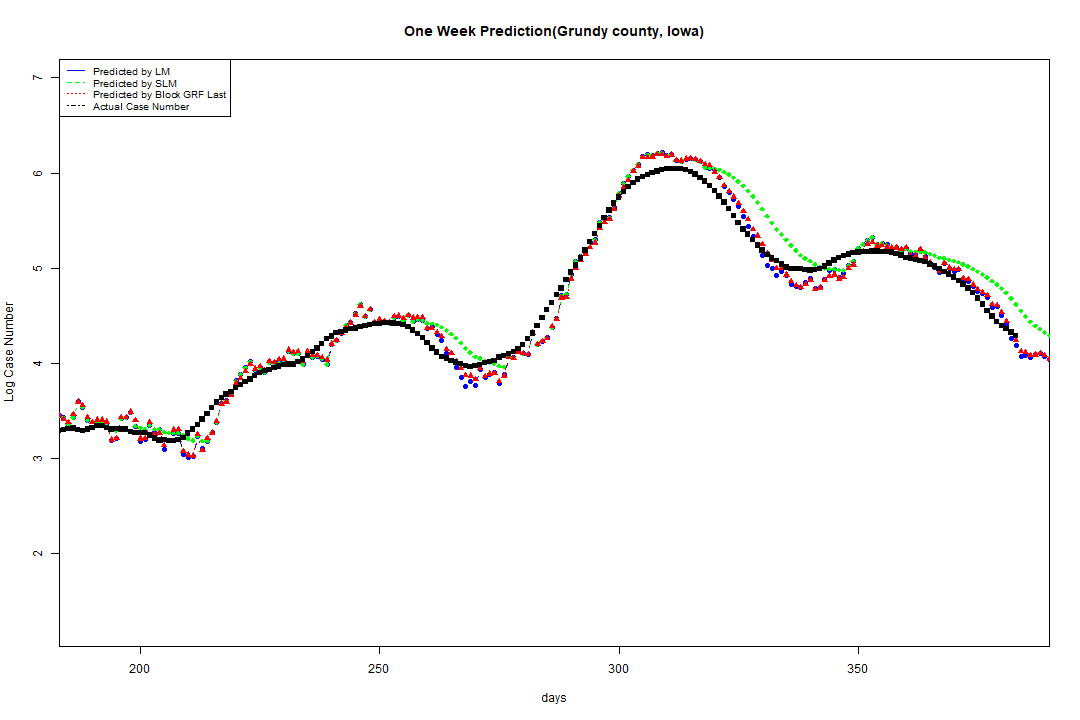 One Week Prediction(Grundy county, Iowa)
Predicted by LM
Predicted by SLM
Predicted by Block GRF Last
Actual Case Number
7
6
5
4
3
2
Log Case Number
200 250 300 350
days